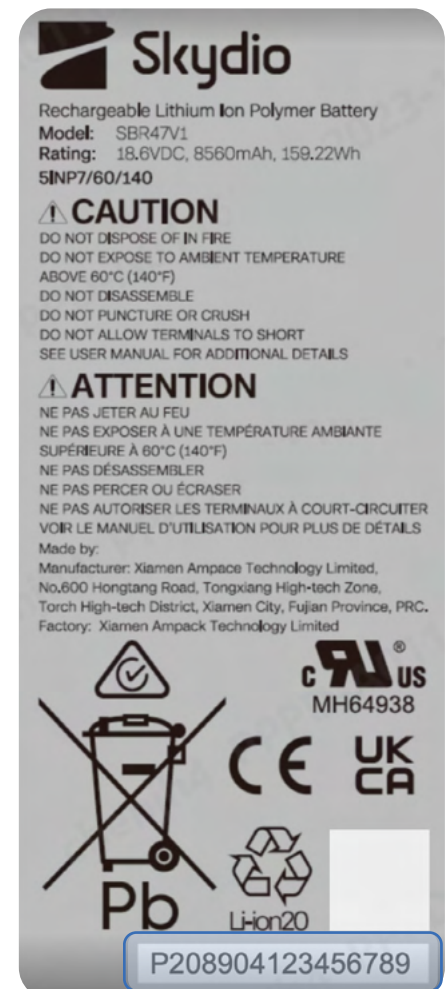 Skydio
Rechargeable Lithium Ion Polymer Battery
Model: SBR47V1
Rating: 18.6VDC, 8560mAh, 159.22Wh
5INP7/60/140
CAUTION
DO NOT DISPOSE OF IN FIRE
DO NOT EXPOSE TO AMBIENT TEMPERATURE
ABOVE 60°C (140°F)
DO NOT DISASSEMBLE
DO NOT PUNCTURE OR CRUSH
DO NOT ALLOW TERMINALS TO SHORT
SEE USER MANUAL FOR ADDITIONAL DETAILS
ATTENTION
NE PAS JETER AU FEU
NE PAS EXPOSER À UNE TEMPÉRATURE AMBIANTE
SUPÉRIEURE À 60°C (140°F)
NE PAS DÉSASSEMBLER
NE PAS PERCER OU ÉCRASER
NE PAS AUTORISER LES TERMINAUX À COURT-CIRCUITER
VOIR LE MANUEL D'UTILISATION POUR PLUS DE DÉTAILS
Made by:
Manufacturer: Xiamen Ampace Technology Limited,
No.600 Hongtang Road, Tongxiang High-tech Zone,
Torch High-tech District, Xiamen City, Fujian Province, PRC.
Factory: Xiamen Ampack Technology Limited
C RU ® US
MH64938
CE UK
CA
Pb
Li-ion20
P208904123456789